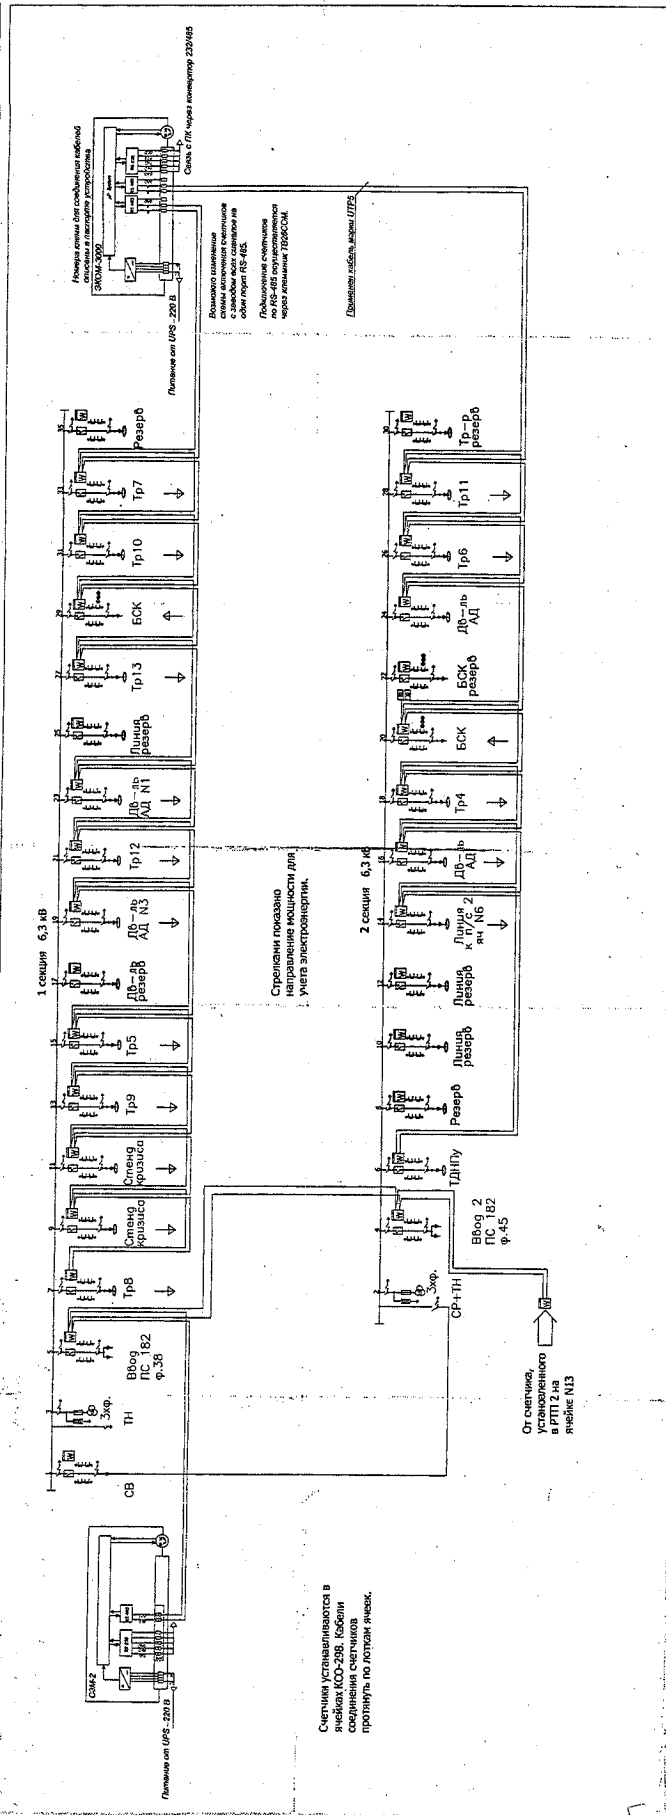 Номера клемм для соединения кабелей
описаны в паспорте устройства
ЭКОМ-3000
Питание от UPS ~220 В
Связь с ПК через конвертор 232/485
Возможно изменение
схемы включения счетчиков
с заводом всех сигналов на
один порт RS-485.
Подключение счетчиков
по RS-485 осуществляется
через клеммник ТВ26СОМ.
Применен кабель марки UTP5
1 секция 6,3 кВ
СВ
3хф.
ТН
Ввод
ПС 182
ф.38
Тр8
Стенд
кризиса
Стенд
кризиса
Тр9
Тр5
Дв-ль
резерв
Дв-ль
АД N3
Тр12
Дв-ль
АД N1
Линия
резерв
Тр13
БСК
Тр10
Тр7
Резерв
Стрелками показано
направление мощности для
учета электроэнергии.
2 секция 6,3 кВ
3хф.
СР+ТН
Ввод 2
ПС 182
ф.45
ТДНПу
Резерв
Линия
резерв
Линия
резерв
Линия
к п/с 2
яч N6
Дв-ль
АД
Тр4
БСК
БСК
резерв
Дв-ль
АД
Тр6
Тр11
Тр-р
резерв
От счетчика,
установленного
в РТП 2 на
ячейке N13
СЭМ-2
Питание от UPS ~220 В
Счетчики устанавливаются в
ячейках КСО-298. Кабели
соединения счетчиков
протянуть по лоткам ячеек.